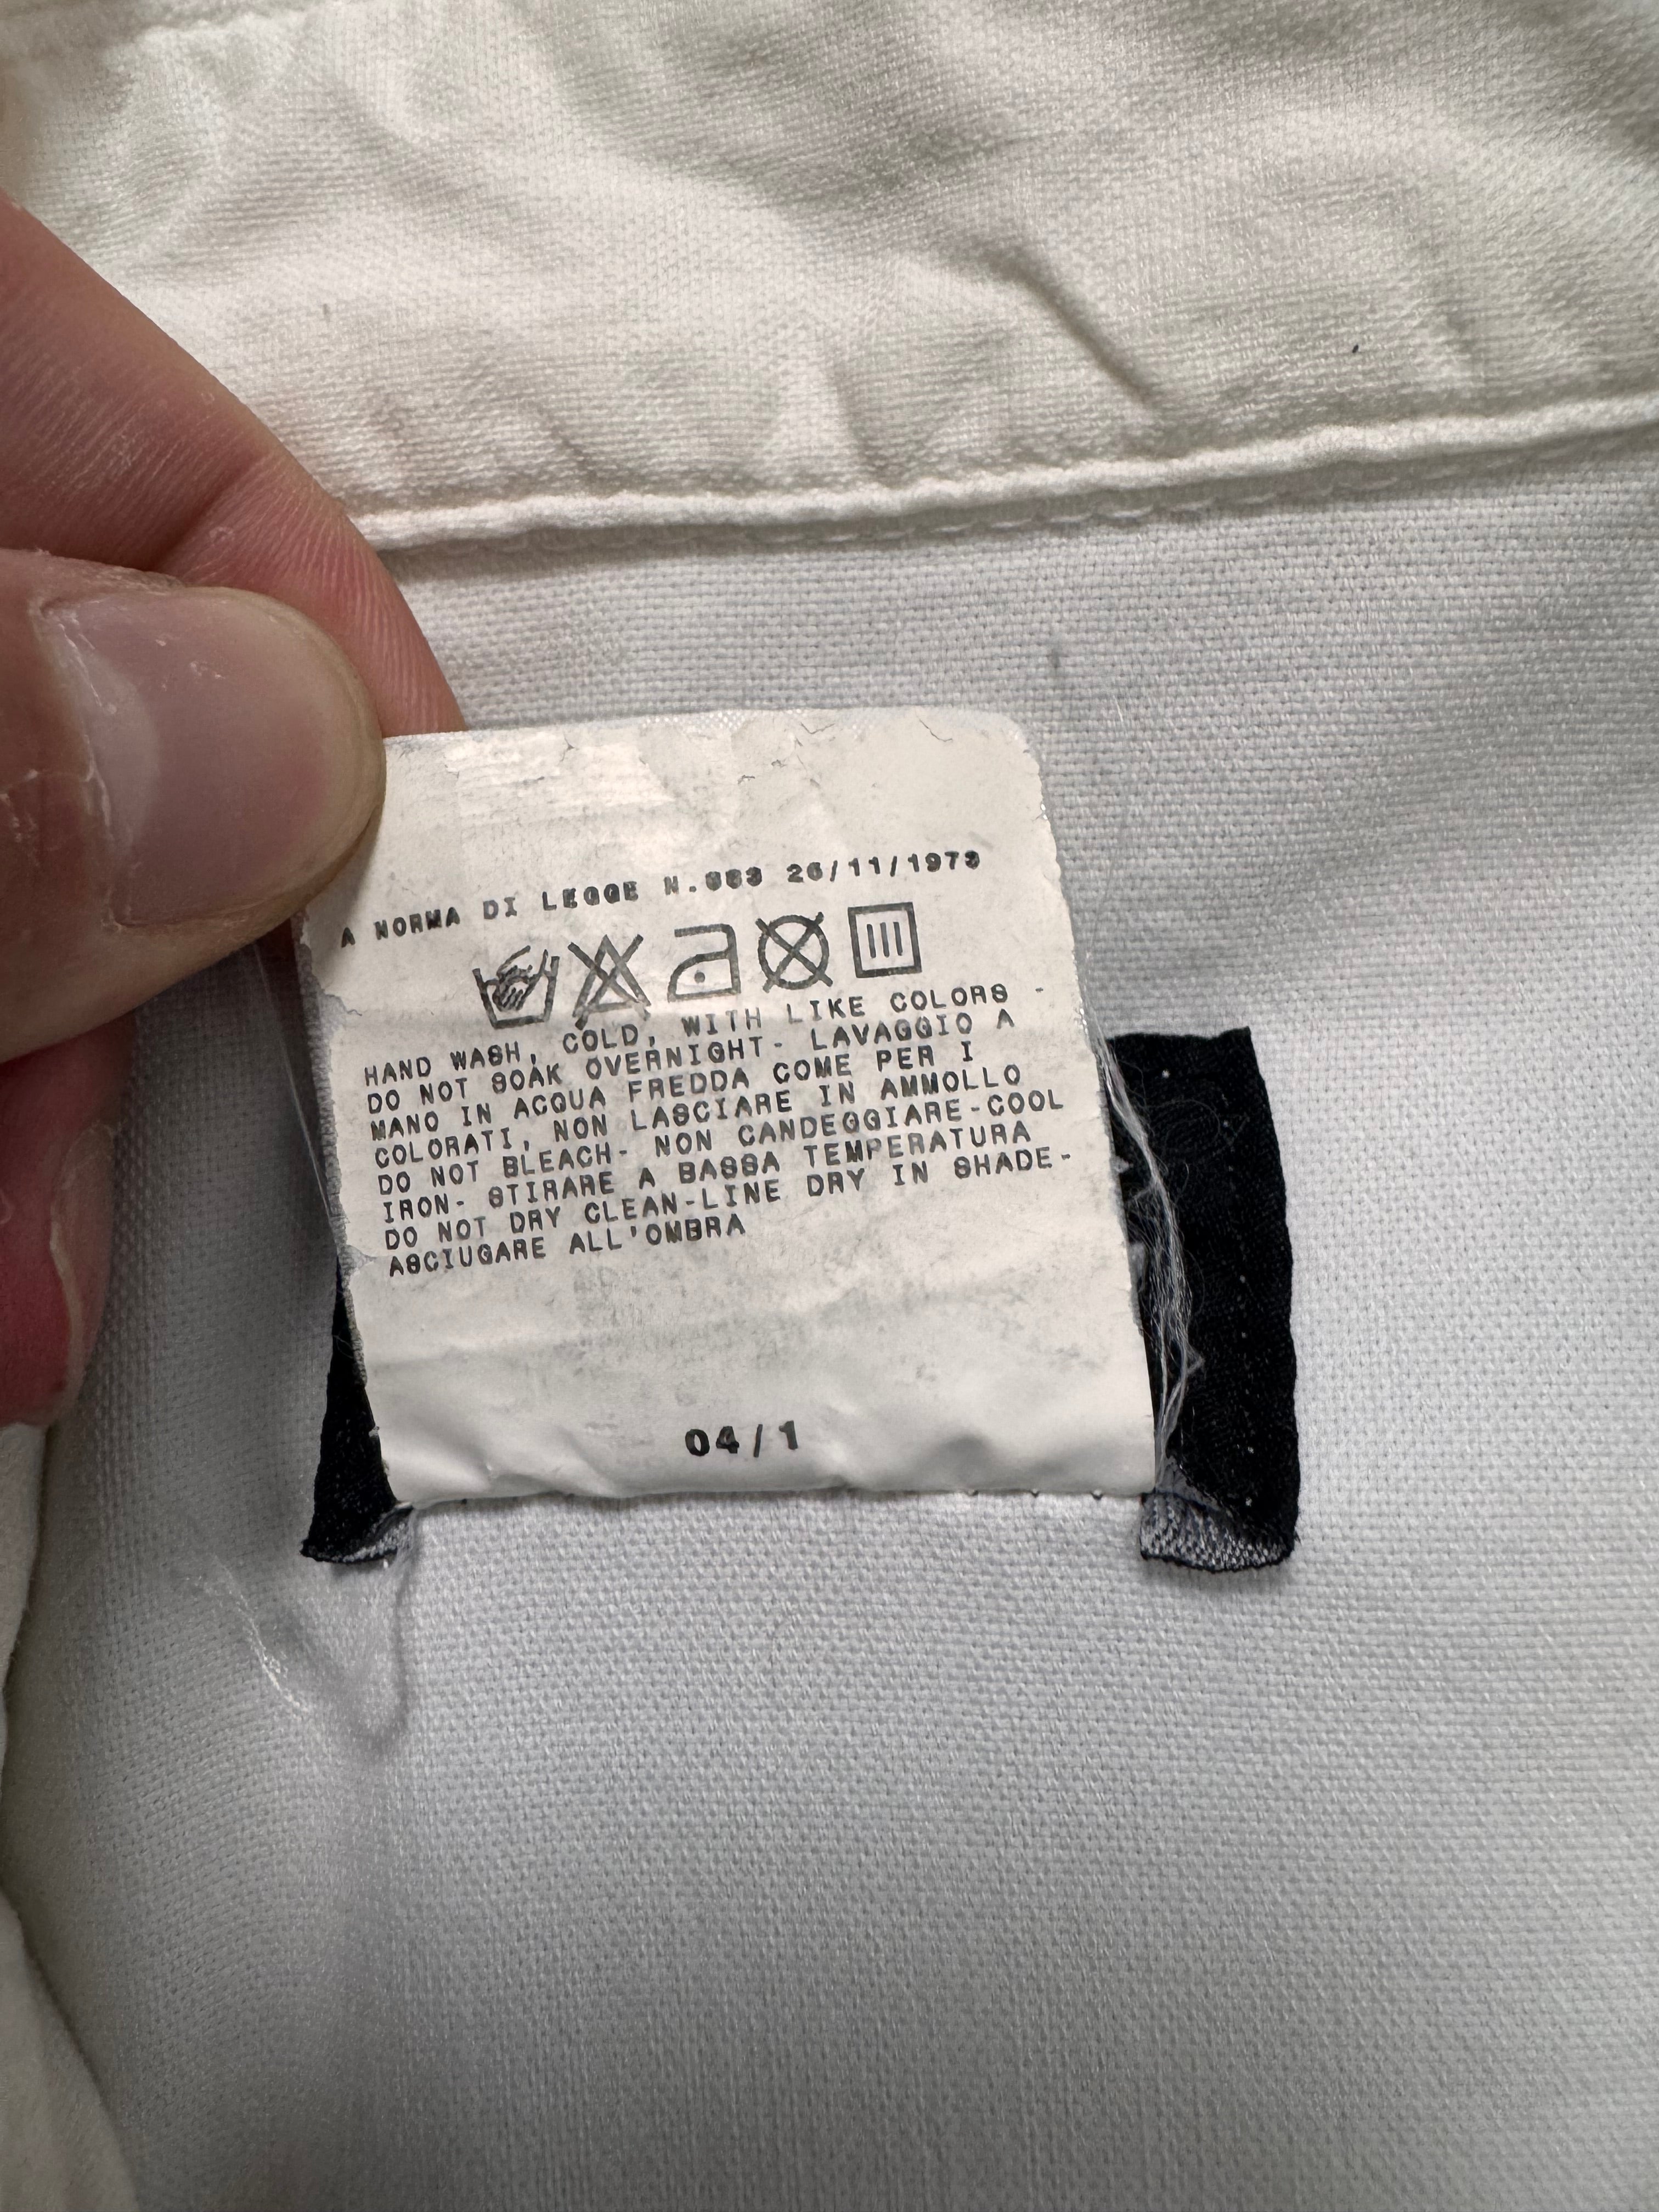 A NORMA DI LEGGE N.883 26/11/1973
HAND WASH, COLD, WITH LIKE COLORS -
DO NOT SOAK OVERNIGHT- LAVAGGIO A
MANO IN ACQUA FREDDA COME PER I
COLORATI, NON LASCIARE IN AMMOLLO
DO NOT BLEACH- NON CANDEGGIARE-COOL
IRON- STIRARE A BASSA TEMPERATURA
DO NOT DRY CLEAN-LINE DRY IN SHADE-
ASCIUGARE ALL'OMBRA
04/1